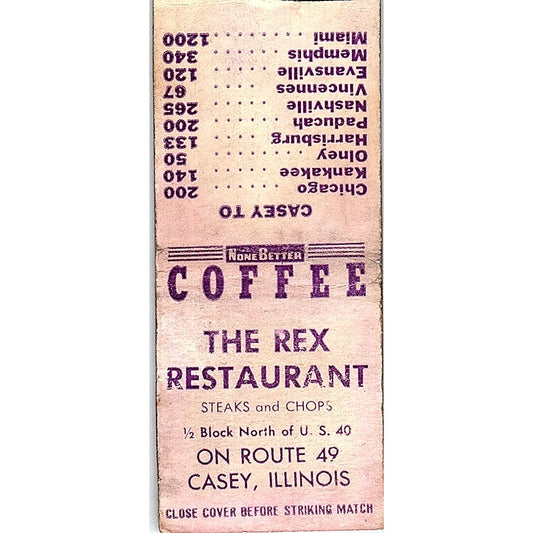 CASEY TO
Chicago . . . . . . . . 200
Kankakee . . . . . . . 140
Olney . . . . . . . . . 50
Harrisburg . . . . . . 133
Paducah . . . . . . . . 200
Nashville . . . . . . . 265
Vincennes . . . . . . . 67
Evansville . . . . . . . 120
Memphis . . . . . . . . 340
Miami . . . . . . . . . 1200
NONE BETTER
COFFEE
THE REX
RESTAURANT
STEAKS and CHOPS
½ Block North of U. S. 40
ON ROUTE 49
CASEY, ILLINOIS
CLOSE COVER BEFORE STRIKING MATCH